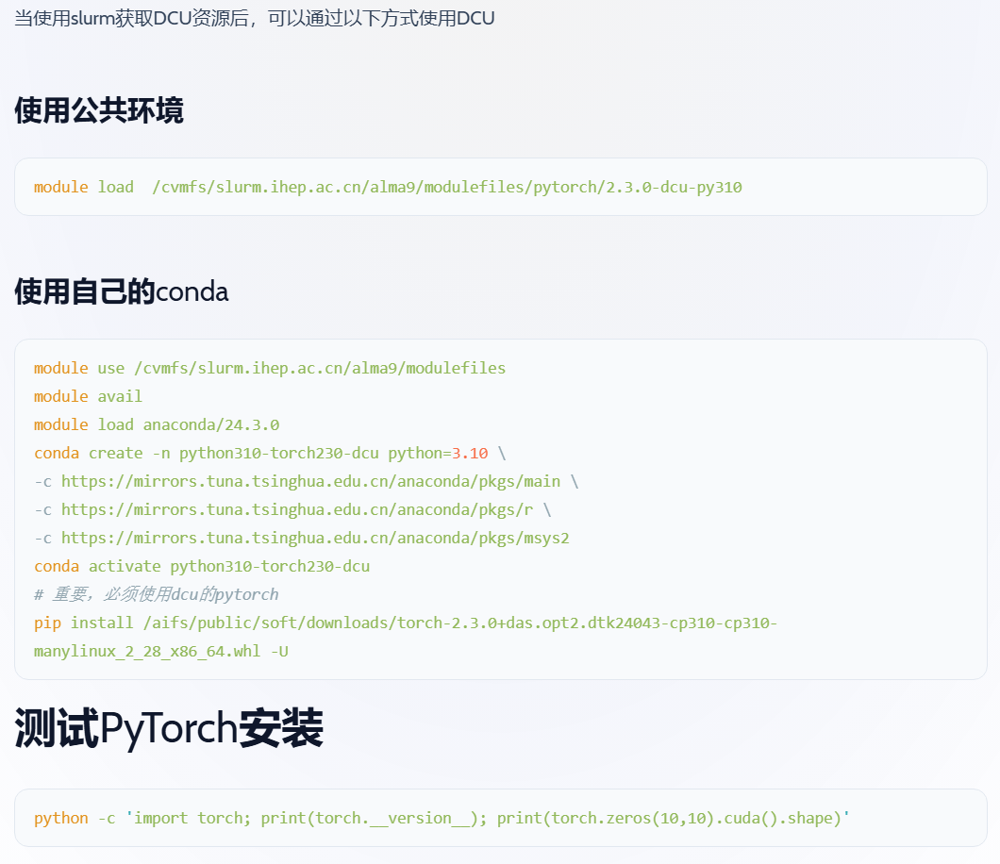 当使用slurm获取DCU资源后，可以通过以下方式使用DCU
使用公共环境
module load  /cvmfs/slurm.ihep.ac.cn/alma9/modulefiles/pytorch/2.3.0-dcu-py310
使用自己的conda
module use /cvmfs/slurm.ihep.ac.cn/alma9/modulefiles
module avail
module load anaconda/24.3.0
conda create -n python310-torch230-dcu python=3.10 \
-c https://mirrors.tuna.tsinghua.edu.cn/anaconda/pkgs/main \
-c https://mirrors.tuna.tsinghua.edu.cn/anaconda/pkgs/r \
-c https://mirrors.tuna.tsinghua.edu.cn/anaconda/pkgs/msys2
conda activate python310-torch230-dcu
# 重要，必须使用dcu的pytorch
pip install /aifs/public/soft/downloads/torch-2.3.0+das.opt2.dtk24043-cp310-cp310-
manylinux_2_28_x86_64.whl -U
测试PyTorch安装
python -c 'import torch; print(torch.__version__); print(torch.zeros(10,10).cuda().shape)'